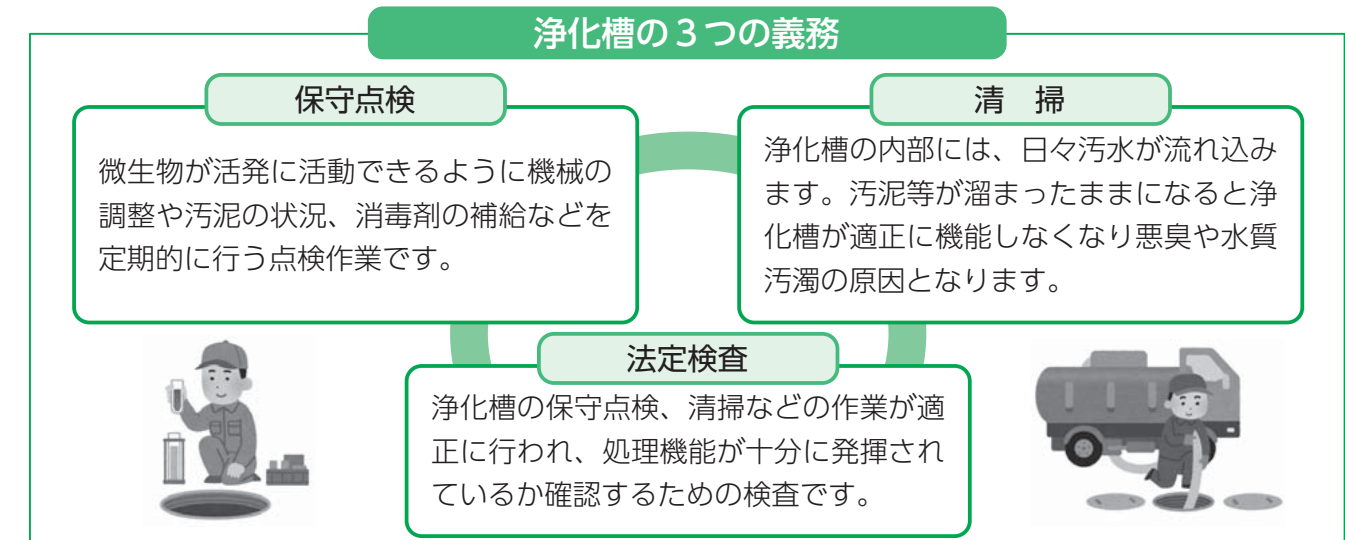 浄化槽の３つの義務
保守点検
微生物が活発に活動できるように機械の
調整や汚泥の状況、消毒剤の補給などを
定期的に行う点検作業です。
清　掃
浄化槽の内部には、日々汚水が流れ込み
ます。汚泥等が溜まったままになると浄
化槽が適正に機能しなくなり悪臭や水質
汚濁の原因となります。
法定検査
浄化槽の保守点検、清掃などの作業が適
正に行われ、処理機能が十分に発揮され
ているか確認するための検査です。